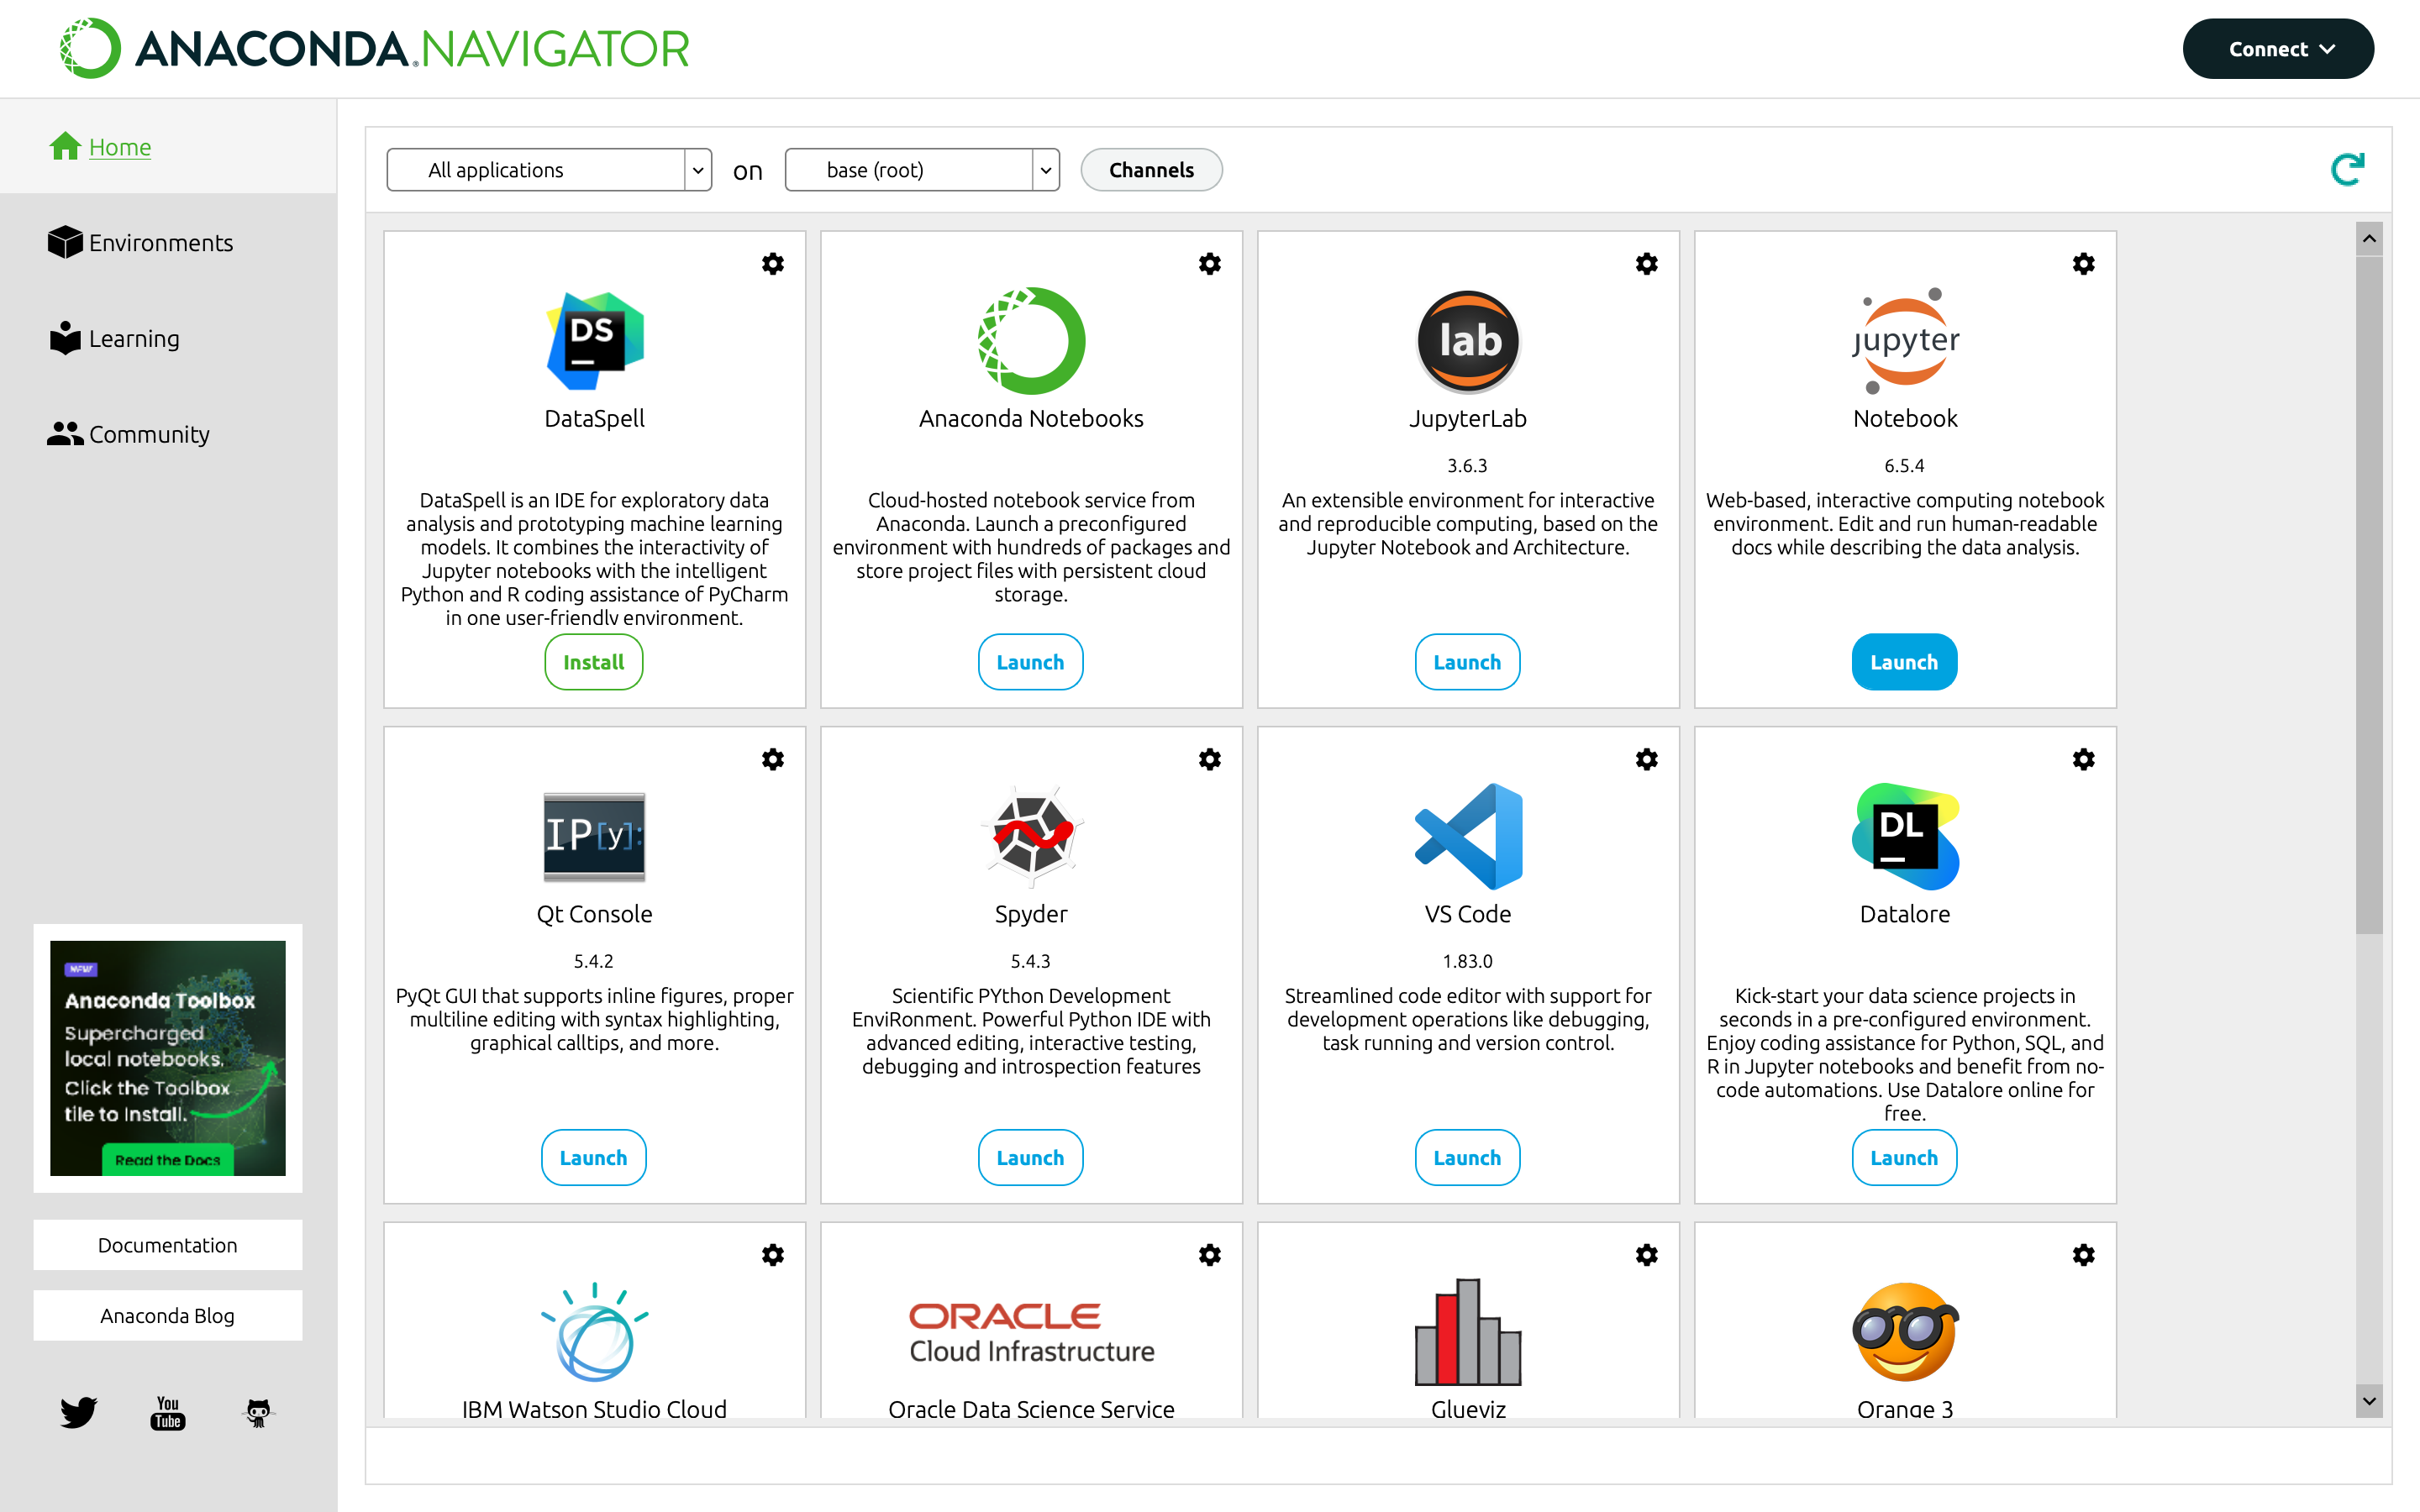 ANACONDA.NAVIGATOR
Connect
Home
Environments
Learning
Community
All applications on base (root) Channels
DS
DataSpell
DataSpell is an IDE for exploratory data
analysis and prototyping machine learning
models. It combines the interactivity of
Jupyter notebooks with the intelligent
Python and R coding assistance of PyCharm
in one user-friendly environment.
Install
Anaconda Notebooks
Cloud-hosted notebook service from
Anaconda. Launch a preconfigured
environment with hundreds of packages and
store project files with persistent cloud
storage.
Launch
lab
JupyterLab
3.6.3
An extensible environment for interactive
and reproducible computing, based on the
Jupyter Notebook and Architecture.
Launch
jupyter
Notebook
6.5.4
Web-based, interactive computing notebook
environment. Edit and run human-readable
docs while describing the data analysis.
Launch
IP[y]:
Qt Console
5.4.2
PyQt GUI that supports inline figures, proper
multiline editing with syntax highlighting,
graphical calltips, and more.
Launch
Spyder
5.4.3
Scientific PYthon Development
EnviRonment. Powerful Python IDE with
advanced editing, interactive testing,
debugging and introspection features
Launch
VS Code
1.83.0
Streamlined code editor with support for
development operations like debugging,
task running and version control.
Launch
DL
Datalore
Kick-start your data science projects in
seconds in a pre-configured environment.
Enjoy coding assistance for Python, SQL, and
R in Jupyter notebooks and benefit from no-
code automations. Use Datalore online for
free.
Launch
IBM Watson Studio Cloud
ORACLE
Cloud Infrastructure
Oracle Data Science Service
Glueviz
Orange 3
NEW
Anaconda Toolbox
Supercharged
local notebooks.
Click the Toolbox
tile to Install.
Read the Docs
Documentation
Anaconda Blog
You
Tube